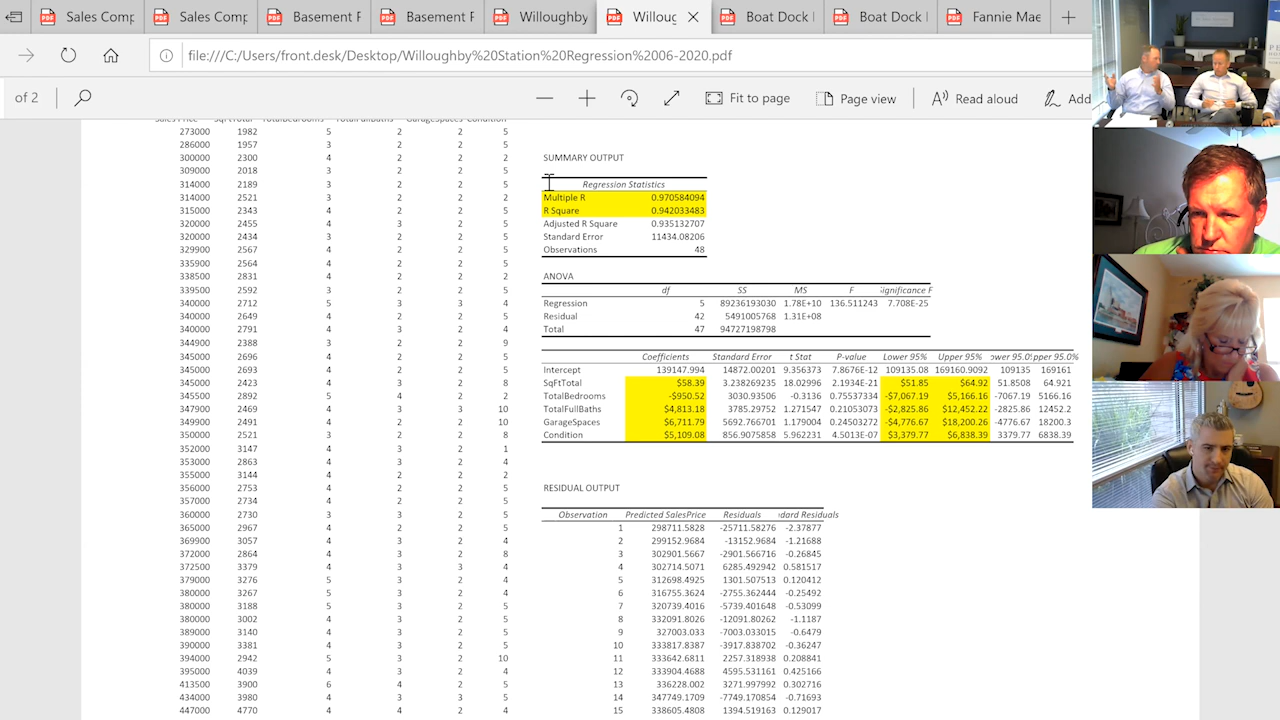 Sales Comp
Sales Comp
Basement F
Basement F
Willoughby
Willoug
Boat Dock
Boat Dock
Fannie Mae
file:///C:/Users/front.desk/Desktop/Willoughby%20Station%20Regression%2006-2020.pdf
of 2
Fit to page
Page view
Read aloud
Add
Sales Price SqFtTotal TotalBedrooms TotalFullBaths GarageSpaces Condition
273000 1982 5 2 2 5
286000 1957 3 2 2 5
300000 2300 4 2 2 2
309000 2018 3 2 2 5
314000 2189 3 2 2 5
314000 2521 3 2 2 2
315000 2343 4 2 2 5
320000 2455 4 3 2 2
320000 2434 3 2 2 5
329900 2567 4 2 2 5
335900 2564 4 2 2 5
338500 2831 4 2 2 2
339500 2592 3 2 2 5
340000 2712 5 3 3 4
340000 2649 4 2 2 5
340000 2791 4 3 2 4
344900 2388 3 2 2 9
345000 2696 4 2 2 5
345000 2693 4 2 2 5
345000 2423 4 3 2 8
345500 2896 4 2 2 5
347900 2469 4 3 3 10
349900 2491 4 2 2 10
350000 2521 3 2 2 8
352000 3147 4 3 2 1
353000 2863 4 3 2 4
355000 3144 4 2 2 2
356000 2753 4 2 2 5
357000 2734 4 2 2 5
360000 2730 3 3 2 5
365000 2967 4 2 2 5
369900 3057 4 3 2 4
372000 2864 4 3 2 8
372500 3379 4 3 3 4
379000 3276 5 3 2 4
380000 3267 5 3 2 4
380000 3188 5 3 2 5
380000 3002 4 3 2 5
389000 3140 4 3 2 5
390000 3381 4 3 2 5
394000 2942 5 3 2 10
395000 4039 4 3 2 4
413500 3900 6 4 2 5
434000 3980 4 3 3 5
447000 4770 4 4 2 4
SUMMARY OUTPUT
Regression Statistics
Multiple R 0.970584094
R Square 0.942033483
Adjusted R Square 0.935132707
Standard Error 11434.08206
Observations 48
ANOVA
df SS MS F ignificance F
Regression 5 89236193030 1.78E+10 136.511243 7.708E-25
Residual 42 5491005768 1.31E+08
Total 47 94727198798
Coefficients Standard Error t Stat P-value Lower 95% Upper 95% ower 95.0% pper 95.0%
Intercept 139147.994 14872.00201 9.356373 7.8676E-12 109135.08 169160.9092 109135 169161
SqFtTotal $58.39 3.238269235 18.02996 2.1934E-21 $51.85 $64.92 51.8508 64.921
TotalBedrooms -$950.52 3030.93506 -0.3136 0.75537334 -$7,067.19 $5,166.16 -7067.19 5166.16
TotalFullBaths $4,813.18 3785.29755 1.271547 0.21053073 -$2,825.86 $12,452.22 -2825.86 12452.2
GarageSpaces $6,711.79 5692.766701 1.179004 0.24503272 -$4,776.67 $18,200.26 -4776.67 18200.3
Condition $5,109.08 856.9075858 5.962231 4.5013E-07 $3,379.77 $6,838.39 3379.77 6838.39
RESIDUAL OUTPUT
Observation Predicted SalesPrice Residuals dard Residuals
1 298711.5828 -25711.58276 -2.37877
2 299152.9684 -13152.9684 -1.21688
3 302901.5667 -2901.566716 -0.26845
4 302714.5071 6285.492942 0.581517
5 312698.4925 1301.507513 0.120412
6 316755.3624 -2755.362444 -0.25492
7 320739.4016 -5739.401648 -0.53099
8 332091.8026 -12091.80262 -1.1187
9 327003.033 -7003.033015 -0.6479
10 333817.8387 -3917.838702 -0.36247
11 333642.6811 2257.318938 0.208841
12 333904.4688 4595.531161 0.425166
13 336228.002 3271.997992 0.302716
14 347749.1709 -7749.170854 -0.71693
15 338605.4808 1394.519163 0.129017